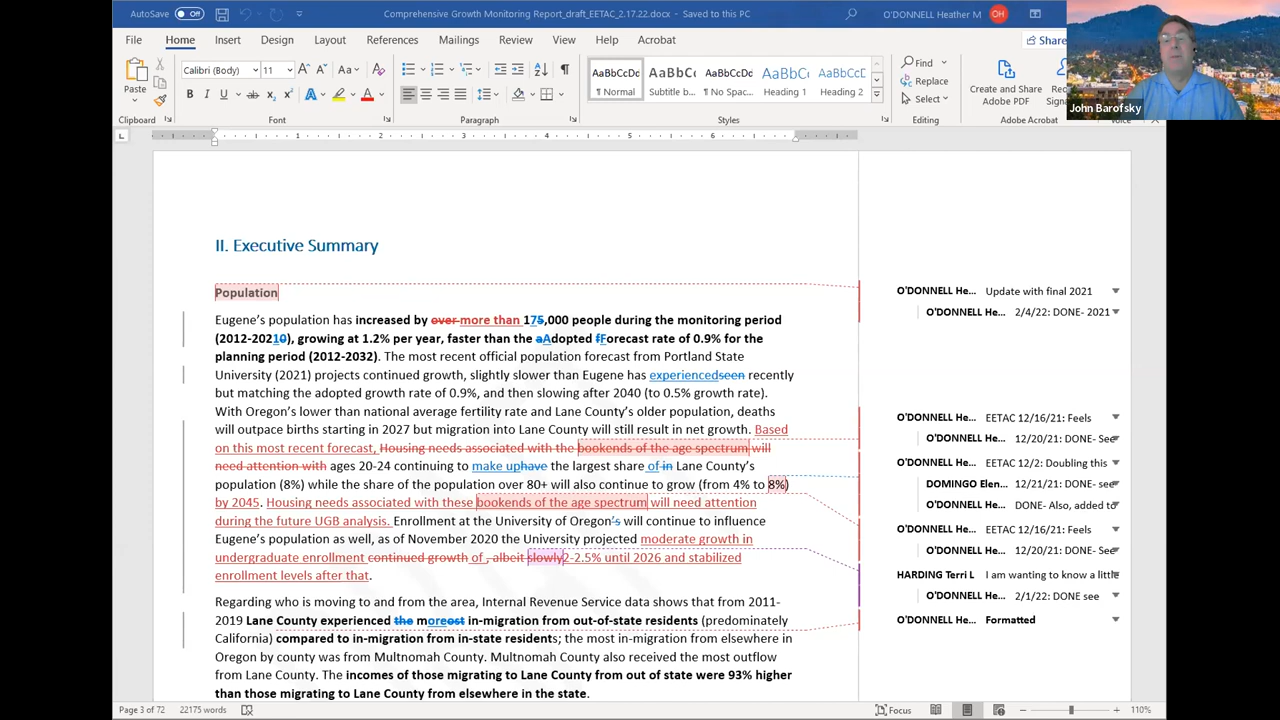 AutoSave Off Comprehensive Growth Monitoring Report_draft_EETAC_2.17.22.docx - Saved to this PC O'DONNELL Heather M OH
File Home Insert Design Layout References Mailings Review View Help Acrobat Share
Calibri (Body) 11 Aa
Paste
B I U ab x2 x2 A A
AaBbCcDd AaBbCcD AaBbCcDd AaBbCc AaBbCcD
¶ Normal Subtitle b... ¶ No Spac... Heading 1 Heading 2
Find
Replace
Select
Create and Share
Adobe PDF
Clipboard Font Paragraph Styles Editing Adobe Acrobat Voice
John Barofsky
1 2 3 4 5 6
II. Executive Summary
Population
Eugene's population has increased by over more than 175,000 people during the monitoring period
(2012-20210), growing at 1.2% per year, faster than the aAdopted fForecast rate of 0.9% for the
planning period (2012-2032). The most recent official population forecast from Portland State
University (2021) projects continued growth, slightly slower than Eugene has experiencedseen recently
but matching the adopted growth rate of 0.9%, and then slowing after 2040 (to 0.5% growth rate).
With Oregon's lower than national average fertility rate and Lane County's older population, deaths
will outpace births starting in 2027 but migration into Lane County will still result in net growth. Based
on this most recent forecast, Housing needs associated with the bookends of the age spectrum will
need attention with ages 20-24 continuing to make uphave the largest share of in Lane County's
population (8%) while the share of the population over 80+ will also continue to grow (from 4% to 8%)
by 2045. Housing needs associated with these bookends of the age spectrum will need attention
during the future UGB analysis. Enrollment at the University of Oregon's will continue to influence
Eugene's population as well, as of November 2020 the University projected moderate growth in
undergraduate enrollment continued growth of , albeit slowly2-2.5% until 2026 and stabilized
enrollment levels after that.
Regarding who is moving to and from the area, Internal Revenue Service data shows that from 2011-
2019 Lane County experienced the moreost in-migration from out-of-state residents (predominately
California) compared to in-migration from in-state residents; the most in-migration from elsewhere in
Oregon by county was from Multnomah County. Multnomah County also received the most outflow
from Lane County. The incomes of those migrating to Lane County from out of state were 93% higher
than those migrating to Lane County from elsewhere in the state.
O'DONNELL He... Update with final 2021
O'DONNELL He... 2/4/22: DONE- 2021
O'DONNELL He... EETAC 12/16/21: Feels
O'DONNELL He... 12/20/21: DONE- See
O'DONNELL He... EETAC 12/2: Doubling this
DOMINGO Elen... 12/21/21: DONE- see
O'DONNELL He... DONE- Also, added to
O'DONNELL He... EETAC 12/16/21: Feels
O'DONNELL He... 12/20/21: DONE- See
HARDING Terri L I am wanting to know a little
O'DONNELL He... 2/1/22: DONE see
O'DONNELL He... Formatted
Page 3 of 72 22175 words Focus 110%